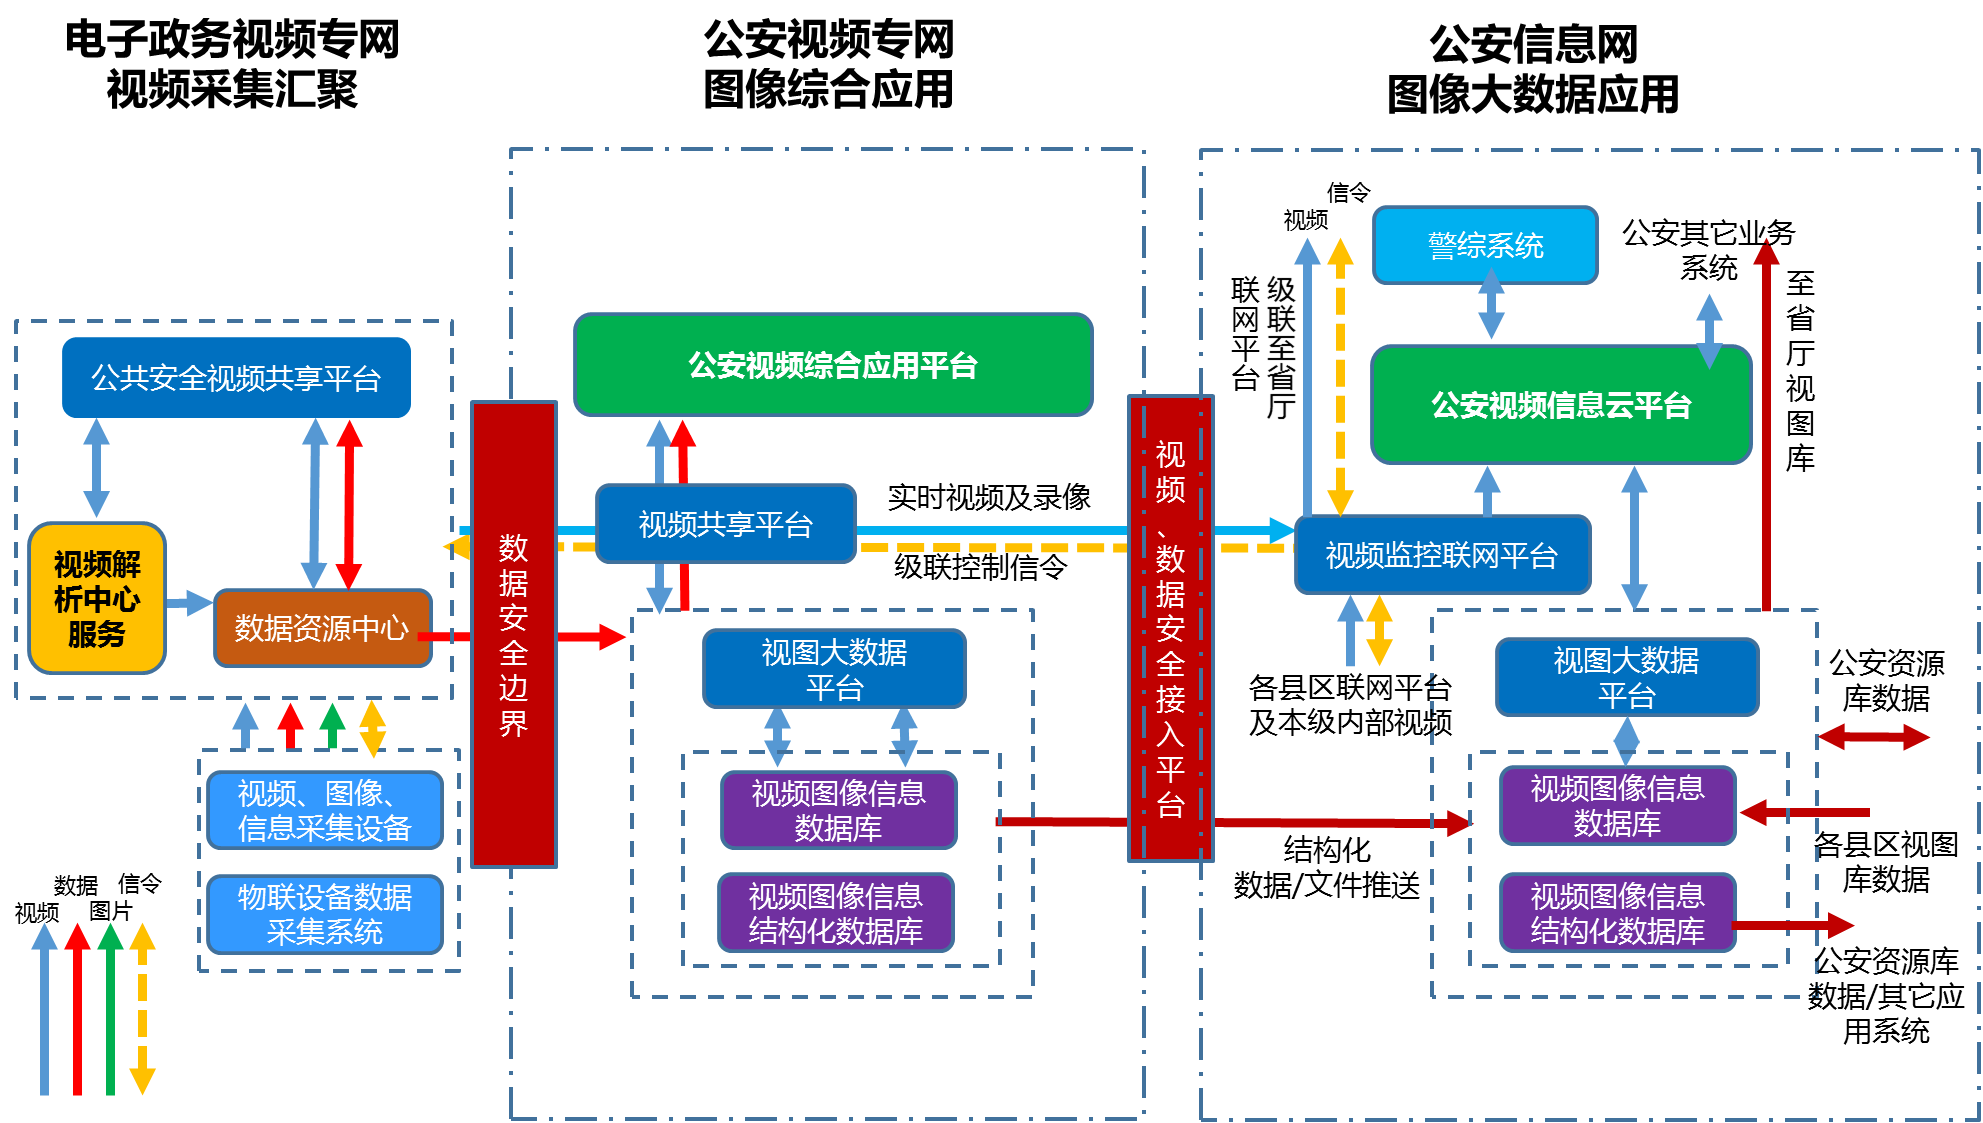 电子政务视频专网
视频采集汇聚
公安视频专网
图像综合应用
公安信息网
图像大数据应用
公共安全视频共享平台
视频解
析中心
服务
数据资源中心
视频、图像、
信息采集设备
物联设备数据
采集系统
视频
数据
图片
信令
数据安全边界
公安视频综合应用平台
视频共享平台
实时视频及录像
级联控制信令
视图大数据
平台
视频图像信息
数据库
视频图像信息
结构化数据库
视频、数据安全接入平台
结构化
数据/文件推送
视频
信令
联网平台
级联至省厅
警综系统
公安其它业务
系统
至省厅视图库
公安视频信息云平台
视频监控联网平台
各县区联网平台
及本级内部视频
视图大数据
平台
视频图像信息
数据库
视频图像信息
结构化数据库
公安资源
库数据
各县区视图
库数据
公安资源库
数据/其它应
用系统